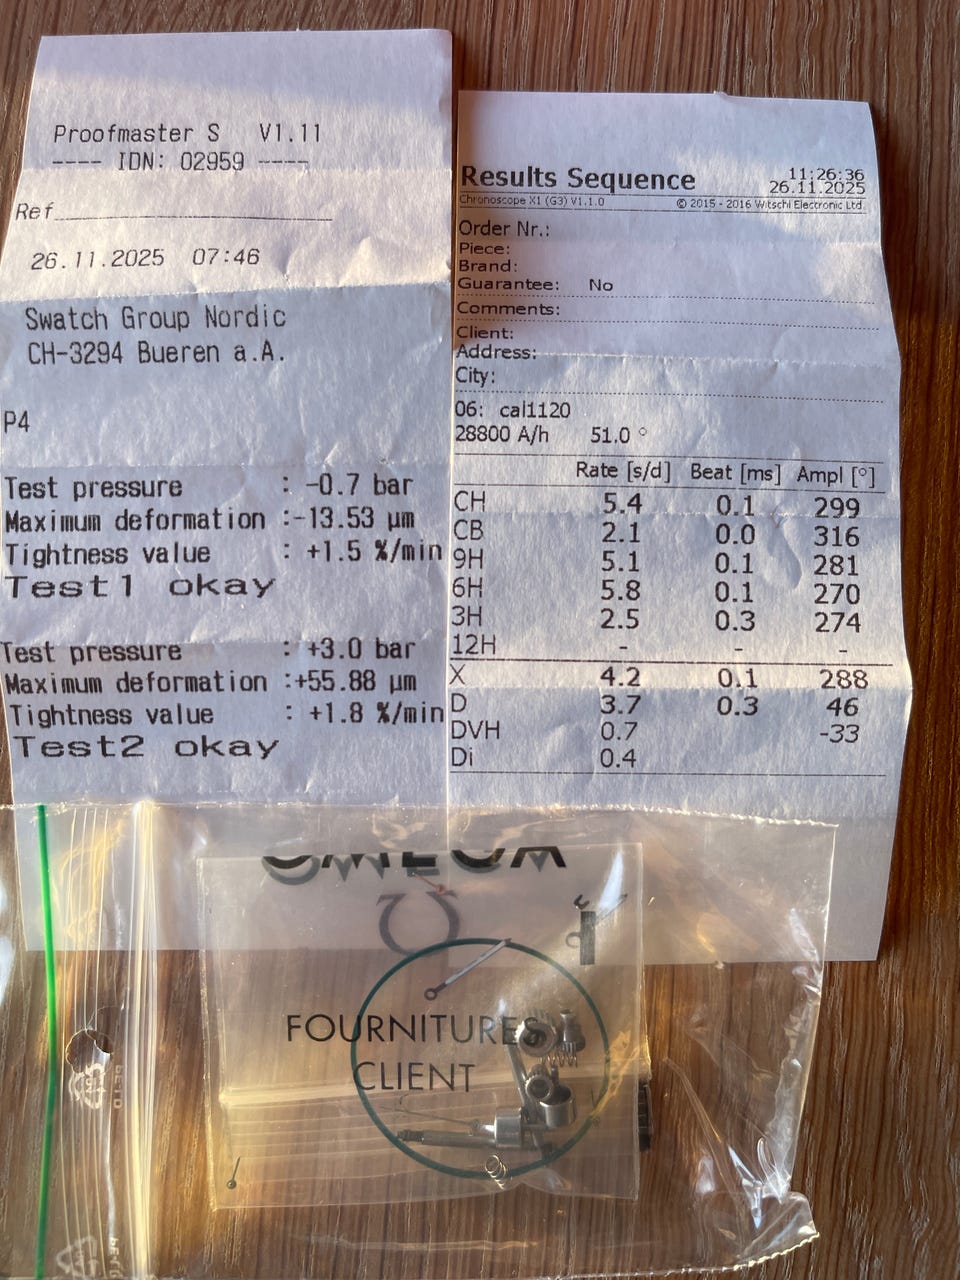 Proofmaster S V1.11
---- IDN: 02959 ----
Ref
26.11.2025 07:46
Swatch Group Nordic
CH-3294 Bueren a.A.
P4
Test pressure : -0.7 bar
Maximum deformation :-13.53 µm
Tightness value : +1.5 %/min
Test1 okay
Test pressure : +3.0 bar
Maximum deformation :+55.88 µm
Tightness value : +1.8 %/min
Test2 okay
Results Sequence
11:26:36
26.11.2025
Chronoscope X1 (G3) V1.1.0 © 2015 - 2016 Witschi Electronic Ltd.
Order Nr.:
Piece:
Brand:
Guarantee: No
Comments:
Client:
Address:
City:
06: cal1120
28800 A/h 51.0 °
Rate [s/d] Beat [ms] Ampl [°]
CH 5.4 0.1 299
CB 2.1 0.0 316
9H 5.1 0.1 281
6H 5.8 0.1 270
3H 2.5 0.3 274
12H - - -
X 4.2 0.1 288
D 3.7 0.3 46
DVH 0.7 -33
Di 0.4
OMEGA
FOURNITURES
CLIENT